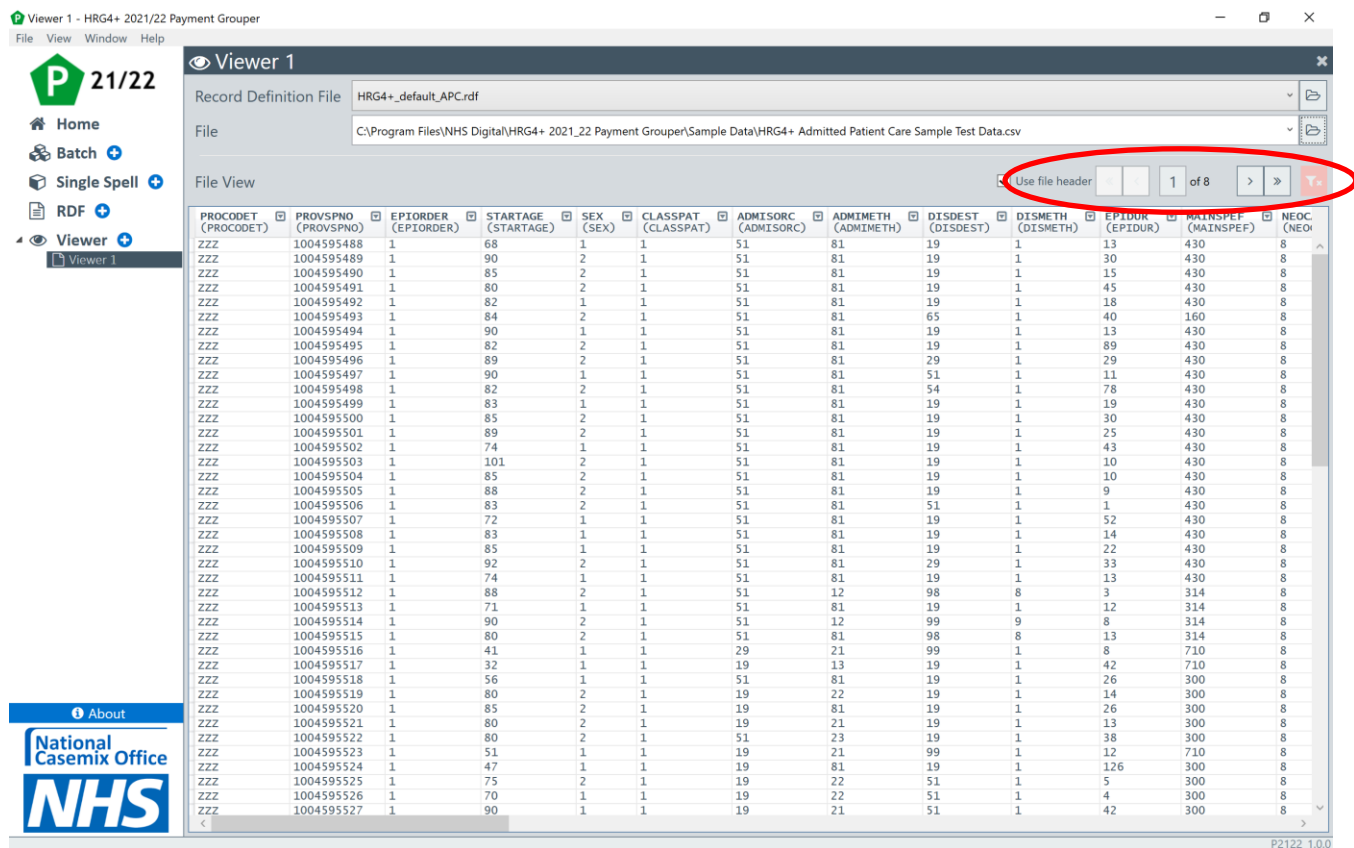 Viewer 1 - HRG4+ 2021/22 Payment Grouper
File View Window Help
P 21/22
Home
Batch
Single Spell
RDF
Viewer
Viewer 1
About
National
Casemix Office
NHS
Viewer 1
Record Definition File HRG4+_default_APC.rdf
File C:\Program Files\NHS Digital\HRG4+ 2021_22 Payment Grouper\Sample Data\HRG4+ Admitted Patient Care Sample Test Data.csv
File View Use file header 1 of 8
PROCODET PROVSPNO EPIORDER STARTAGE SEX CLASSPAT ADMISORC ADMIMETH DISDEST DISMETH EPIDUR MAINSPEF NEOC
(PROCODET) (PROVSPNO) (EPIORDER) (STARTAGE) (SEX) (CLASSPAT) (ADMISORC) (ADMIMETH) (DISDEST) (DISMETH) (EPIDUR) (MAINSPEF) (NEO
ZZZ 1004595488 1 68 1 1 51 81 19 1 13 430 8
ZZZ 1004595489 1 90 2 1 51 81 19 1 30 430 8
ZZZ 1004595490 1 85 2 1 51 81 19 1 15 430 8
ZZZ 1004595491 1 80 2 1 51 81 19 1 45 430 8
ZZZ 1004595492 1 82 1 1 51 81 19 1 18 430 8
ZZZ 1004595493 1 84 2 1 51 81 65 1 40 160 8
ZZZ 1004595494 1 90 1 1 51 81 19 1 13 430 8
ZZZ 1004595495 1 82 2 1 51 81 19 1 89 430 8
ZZZ 1004595496 1 89 2 1 51 81 29 1 29 430 8
ZZZ 1004595497 1 90 1 1 51 81 51 1 11 430 8
ZZZ 1004595498 1 82 2 1 51 81 54 1 78 430 8
ZZZ 1004595499 1 83 1 1 51 81 19 1 19 430 8
ZZZ 1004595500 1 85 2 1 51 81 19 1 30 430 8
ZZZ 1004595501 1 89 2 1 51 81 19 1 25 430 8
ZZZ 1004595502 1 74 1 1 51 81 19 1 43 430 8
ZZZ 1004595503 1 101 2 1 51 81 19 1 10 430 8
ZZZ 1004595504 1 85 2 1 51 81 19 1 10 430 8
ZZZ 1004595505 1 88 2 1 51 81 19 1 9 430 8
ZZZ 1004595506 1 83 2 1 51 81 51 1 1 430 8
ZZZ 1004595507 1 72 1 1 51 81 19 1 52 430 8
ZZZ 1004595508 1 83 1 1 51 81 19 1 14 430 8
ZZZ 1004595509 1 85 1 1 51 81 19 1 22 430 8
ZZZ 1004595510 1 92 2 1 51 81 29 1 33 430 8
ZZZ 1004595511 1 74 1 1 51 81 19 1 13 430 8
ZZZ 1004595512 1 88 2 1 51 12 98 8 3 314 8
ZZZ 1004595513 1 71 1 1 51 81 19 1 12 314 8
ZZZ 1004595514 1 90 2 1 51 12 99 9 8 314 8
ZZZ 1004595515 1 80 2 1 51 81 98 8 13 314 8
ZZZ 1004595516 1 41 1 1 29 21 99 1 8 710 8
ZZZ 1004595517 1 32 1 1 19 13 19 1 42 710 8
ZZZ 1004595518 1 56 1 1 51 81 19 1 26 300 8
ZZZ 1004595519 1 80 2 1 19 22 19 1 14 300 8
ZZZ 1004595520 1 85 2 1 19 81 19 1 26 300 8
ZZZ 1004595521 1 80 2 1 19 21 19 1 13 300 8
ZZZ 1004595522 1 80 2 1 51 23 19 1 38 300 8
ZZZ 1004595523 1 51 1 1 19 21 99 1 12 710 8
ZZZ 1004595524 1 47 1 1 19 81 19 1 126 300 8
ZZZ 1004595525 1 75 2 1 19 22 51 1 5 300 8
ZZZ 1004595526 1 70 1 1 19 22 51 1 4 300 8
ZZZ 1004595527 1 90 1 1 19 21 51 1 42 300 8
P2122 1.0.0